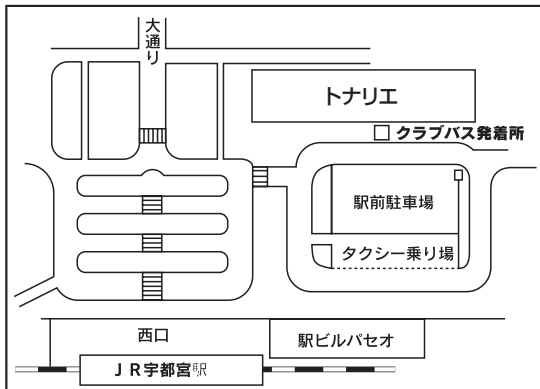 大通り
トナリエ
クラブバス発着所
駅前駐車場
タクシー乗り場
西口
駅ビルパセオ
JR宇都宮駅